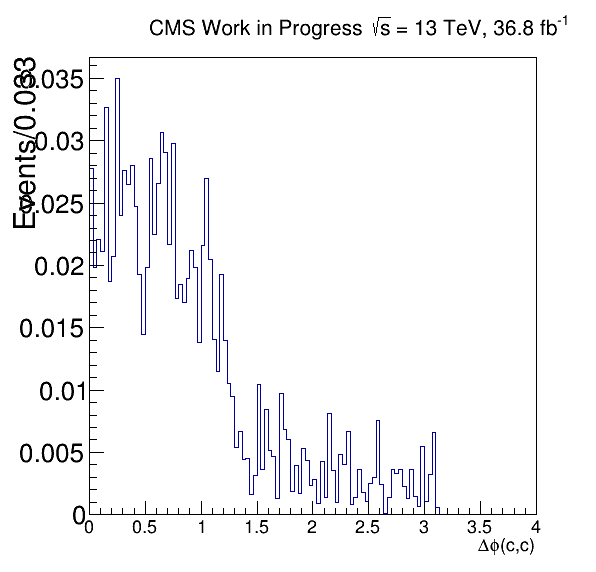 CMS Work in Progress √s = 13 TeV, 36.8 fb⁻¹
Events/0.033
0.035
0.03
0.025
0.02
0.015
0.01
0.005
0
0 0.5 1 1.5 2 2.5 3 3.5 4
Δϕ(c,c)